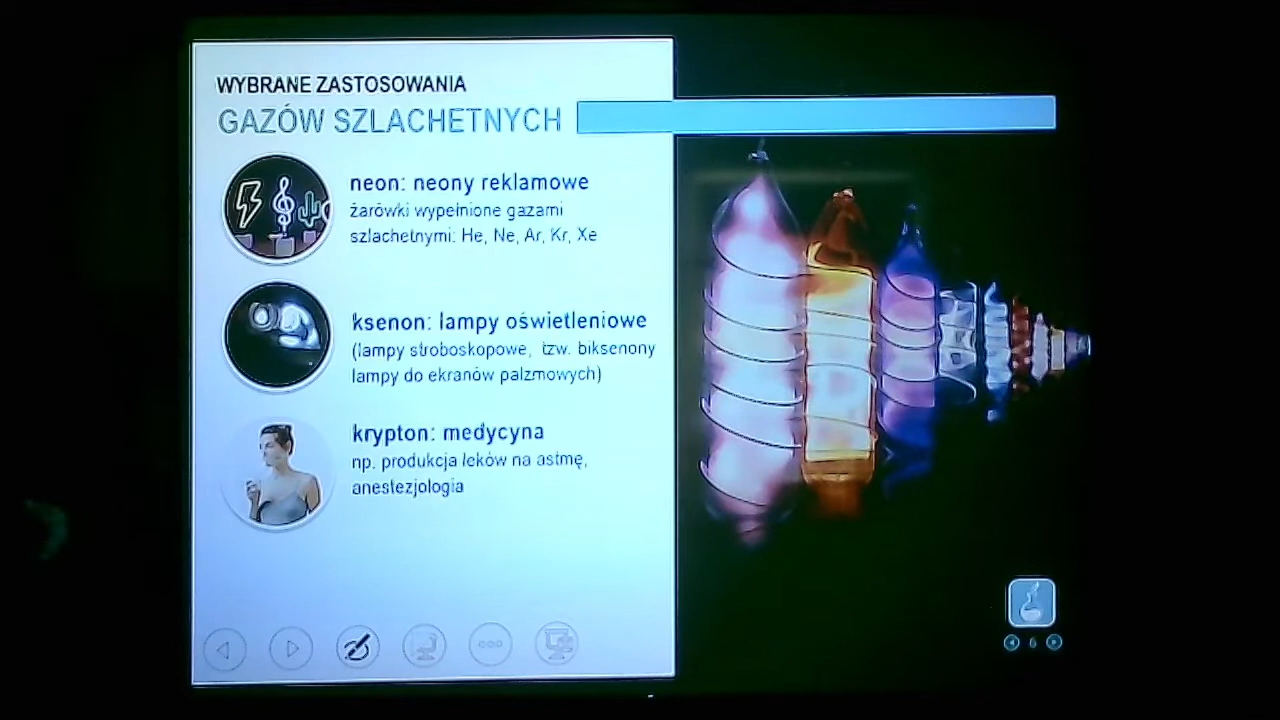 WYBRANE ZASTOSOWANIA
GAZÓW SZLACHETNYCH
neon: neony reklamowe
żarówki wypełnione gazami
szlachetnymi: He, Ne, Ar, Kr, Xe
ksenon: lampy oświetleniowe
(lampy stroboskopowe, tzw. biksenony
lampy do ekranów palzmowych)
krypton: medycyna
np. produkcja leków na astmę,
anestezjologia
6